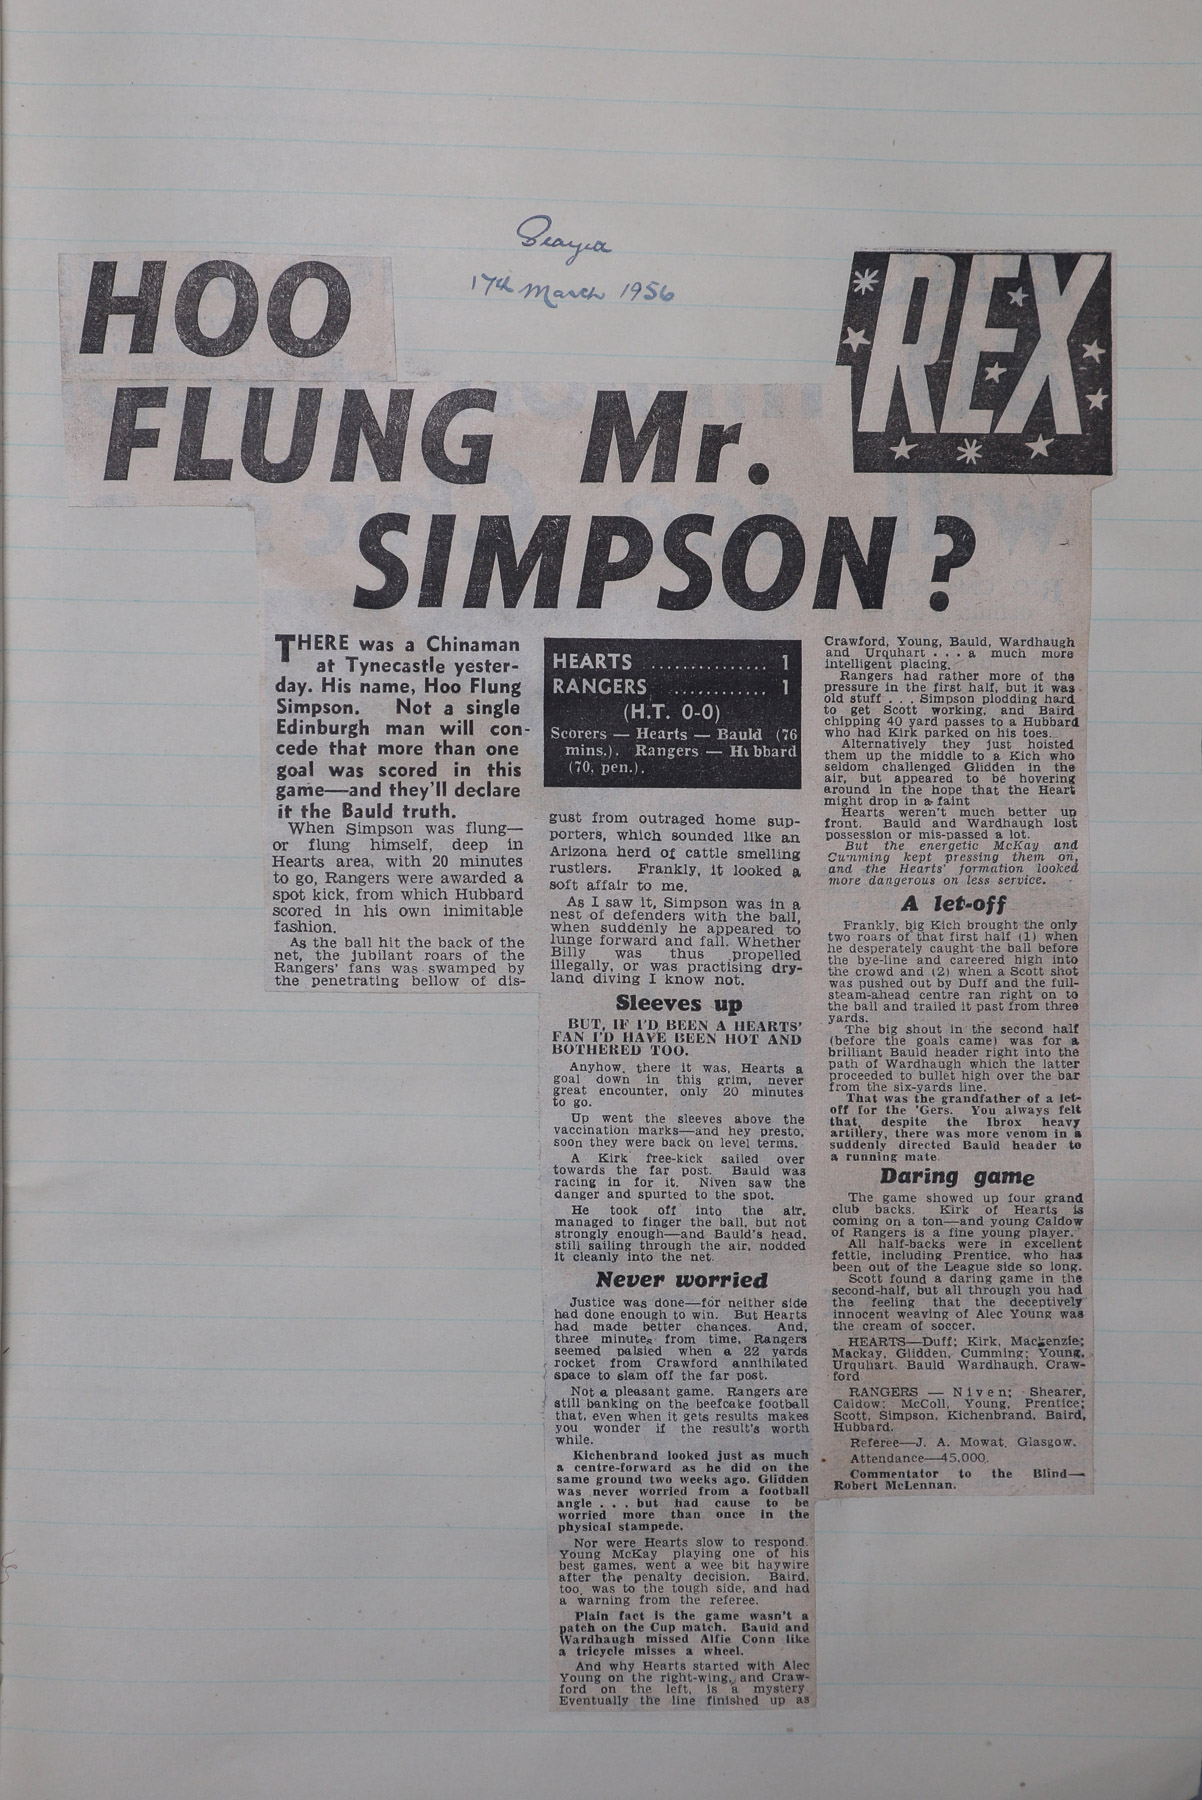 17th March 1956
HOO
FLUNG Mr.
SIMPSON?
REX
THERE was a Chinaman
at Tynecastle yester-
day. His name, Hoo Flung
Simpson. Not a single
Edinburgh man will con-
cede that more than one
goal was scored in this
game—and they'll declare
it the Bauld truth.
When Simpson was flung—
or flung himself, deep in
Hearts area, with 20 minutes
to go, Rangers were awarded a
spot kick, from which Hubbard
scored in his own inimitable
fashion.
As the ball hit the back of the
net, the jubilant roars of the
Rangers' fans was swamped by
the penetrating bellow of dis-
HEARTS ............... 1
RANGERS ............ 1
(H.T. 0-0)
Scorers — Hearts — Bauld (76
mins.). Rangers — Hubbard
(70, pen.).
gust from outraged home sup-
porters, which sounded like an
Arizona herd of cattle smelling
rustlers. Frankly, it looked a
soft affair to me.
As I saw it, Simpson was in a
nest of defenders with the ball,
when suddenly he appeared to
lunge forward and fall. Whether
Billy was thus propelled
illegally, or was practising dry-
land diving I know not.
Sleeves up
BUT, IF I'D BEEN A HEARTS'
FAN I'D HAVE BEEN HOT AND
BOTHERED TOO.
Anyhow, there it was, Hearts a
goal down in this grim, never
great encounter, only 20 minutes
to go.
Up went the sleeves above the
vaccination marks—and hey presto,
soon they were back on level terms.
A Kirk free-kick sailed over
towards the far post. Bauld was
racing in for it. Niven saw the
danger and spurted to the spot.
He took off into the air,
managed to finger the ball, but not
strongly enough—and Bauld's head,
still sailing through the air, nodded
it cleanly into the net.
Never worried
Justice was done—for neither side
had done enough to win. But Hearts
had made better chances. And,
three minutes from time, Rangers
seemed palsied when a 22 yards
rocket from Crawford annihilated
space to slam off the far post.
Not a pleasant game. Rangers are
still banking on the beefcake football
that, even when it gets results makes
you wonder if the result's worth
while.
Kichenbrand looked just as much
a centre-forward as he did on the
same ground two weeks ago. Glidden
was never worried from a football
angle . . . but had cause to be
worried more than once in the
physical stampede.
Nor were Hearts slow to respond.
Young McKay playing one of his
best games, went a wee bit haywire
after the penalty decision. Baird,
too, was to the tough side, and had
a warning from the referee.
Plain fact is the game wasn't a
patch on the Cup match. Bauld and
Wardhaugh missed Alfie Conn like
a tricycle misses a wheel.
And why Hearts started with Alec
Young on the right-wing, and Craw-
ford on the left, is a mystery.
Eventually the line finished up as
Crawford, Young, Bauld, Wardhaugh
and Urquhart . . . a much more
intelligent placing.
Rangers had rather more of the
pressure in the first half, but it was
old stuff . . . Simpson plodding hard
to get Scott working, and Baird
chipping 40 yard passes to a Hubbard
who had Kirk parked on his toes.
Alternatively they just hoisted
them up the middle to a Kich who
seldom challenged Glidden in the
air, but appeared to be hovering
around in the hope that the Heart
might drop in a faint
Hearts weren't much better up
front. Bauld and Wardhaugh lost
possession or mis-passed a lot.
But the energetic McKay and
Cumming kept pressing them on,
and the Hearts' formation looked
more dangerous on less service.
A let-off
Frankly, big Kich brought the only
two roars of that first half (1) when
he desperately caught the ball before
the bye-line and careered high into
the crowd and (2) when a Scott shot
was pushed out by Duff and the full-
steam-ahead centre ran right on to
the ball and trailed it past from three
yards.
The big shout in the second half
(before the goals came) was for a
brilliant Bauld header right into the
path of Wardhaugh which the latter
proceeded to bullet high over the bar
from the six-yards line.
That was the grandfather of a let-
off for the 'Gers. You always felt
that, despite the Ibrox heavy
artillery, there was more venom in a
suddenly directed Bauld header to
a running mate.
Daring game
The game showed up four grand
club backs. Kirk of Hearts is
coming on a ton—and young Caldow
of Rangers is a fine young player.
All half-backs were in excellent
fettle, including Prentice, who has
been out of the League side so long.
Scott found a daring game in the
second-half, but all through you had
the feeling that the deceptively
innocent weaving of Alec Young was
the cream of soccer.
HEARTS—Duff; Kirk, Mackenzie;
Mackay, Glidden, Cumming; Young,
Urquhart, Bauld Wardhaugh, Craw-
ford
RANGERS — Niven; Shearer,
Caldow; McColl, Young, Prentice;
Scott, Simpson, Kichenbrand, Baird,
Hubbard.
Referee—J. A. Mowat, Glasgow.
Attendance—45,000.
Commentator to the Blind—
Robert McLennan.